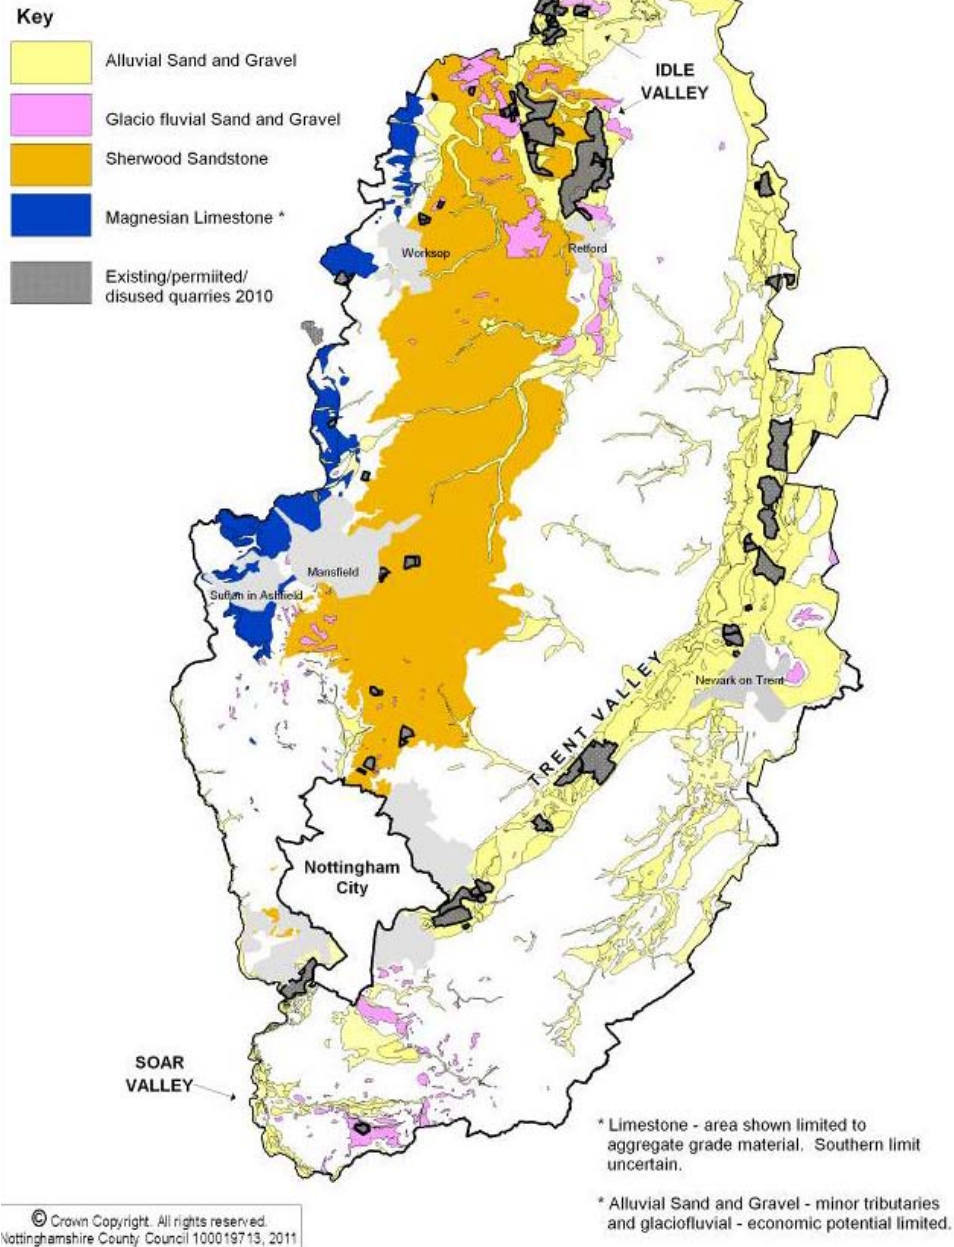 Key
Alluvial Sand and Gravel
Glacio fluvial Sand and Gravel
Sherwood Sandstone
Magnesian Limestone *
Existing/permiited/
disused quarries 2010
IDLE
VALLEY
Worksop
Retford
Mansfield
Sutton in Ashfield
Newark on Trent
TRENT VALLEY
Nottingham
City
SOAR
VALLEY
* Limestone - area shown limited to
aggregate grade material. Southern limit
uncertain.
* Alluvial Sand and Gravel - minor tributaries
and glaciofluvial - economic potential limited.
© Crown Copyright. All rights reserved.
Nottinghamshire County Council 100019713, 2011